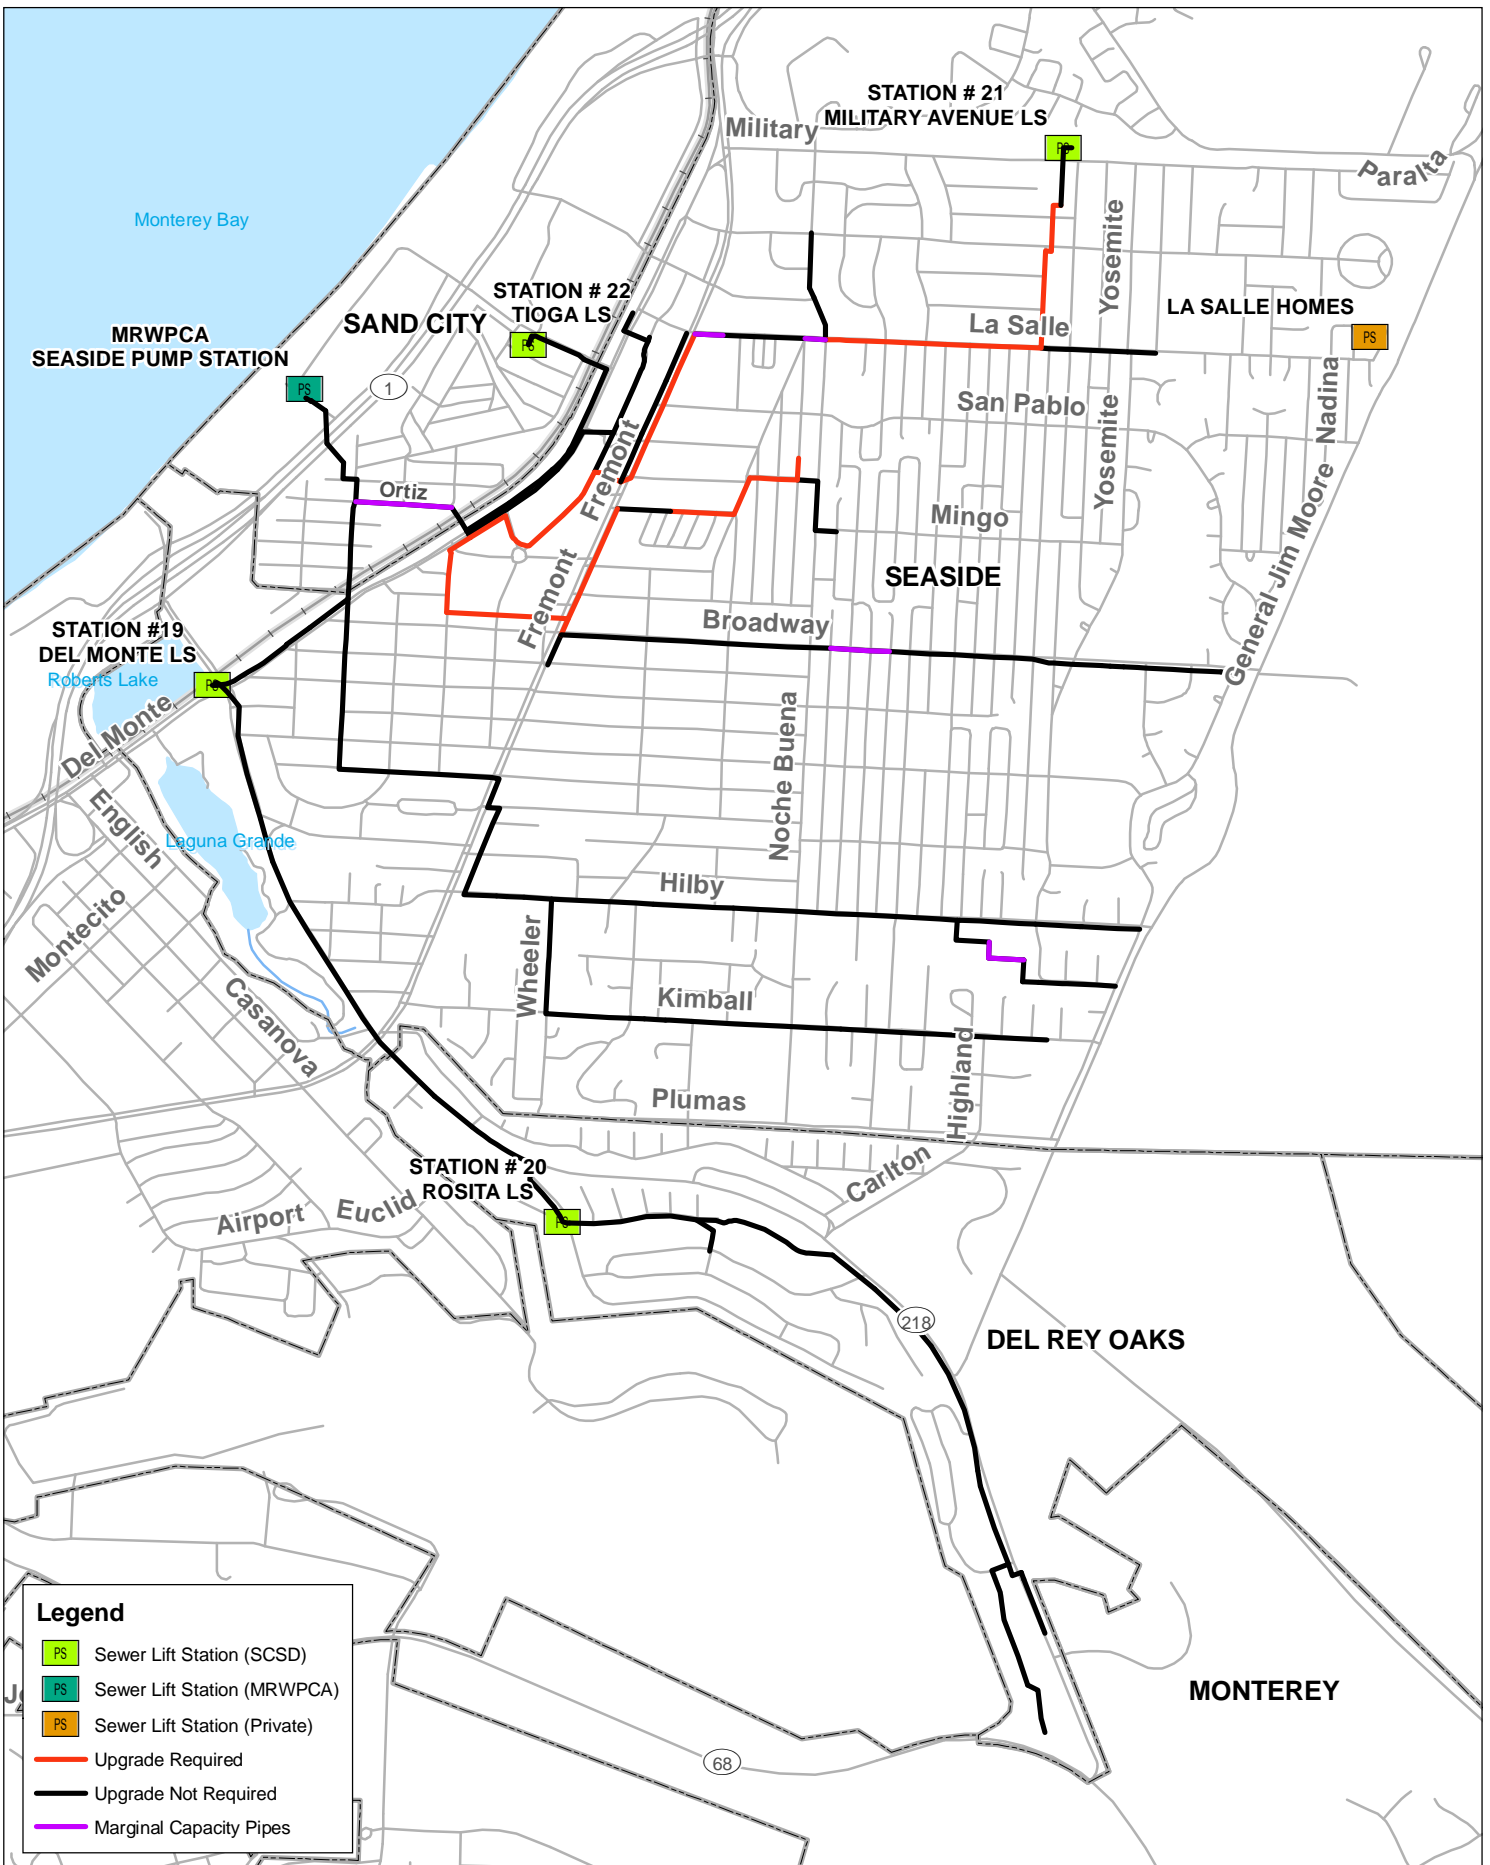 STATION # 21
MILITARY AVENUE LS
Military
PS
Paralta
Monterey Bay
Yosemite
STATION # 22
TIOGA LS
LA SALLE HOMES
SAND CITY
La Salle
MRWPCA
SEASIDE PUMP STATION
PS
PS
PS
1
San Pablo
Nadina
Yosemite
Fremont
Ortiz
Mingo
General Jim Moore
SEASIDE
Fremont
Broadway
STATION #19
DEL MONTE LS
Roberts Lake
PS
Del Monte
Noche Buena
English
Laguna Grande
Hilby
Montecito
Wheeler
Casanova
Kimball
Highland
Plumas
STATION # 20
ROSITA LS
Carlton
Airport
Euclid
PS
218
DEL REY OAKS
Legend
PS Sewer Lift Station (SCSD)
PS Sewer Lift Station (MRWPCA)
PS Sewer Lift Station (Private)
Upgrade Required
Upgrade Not Required
Marginal Capacity Pipes
MONTEREY
68